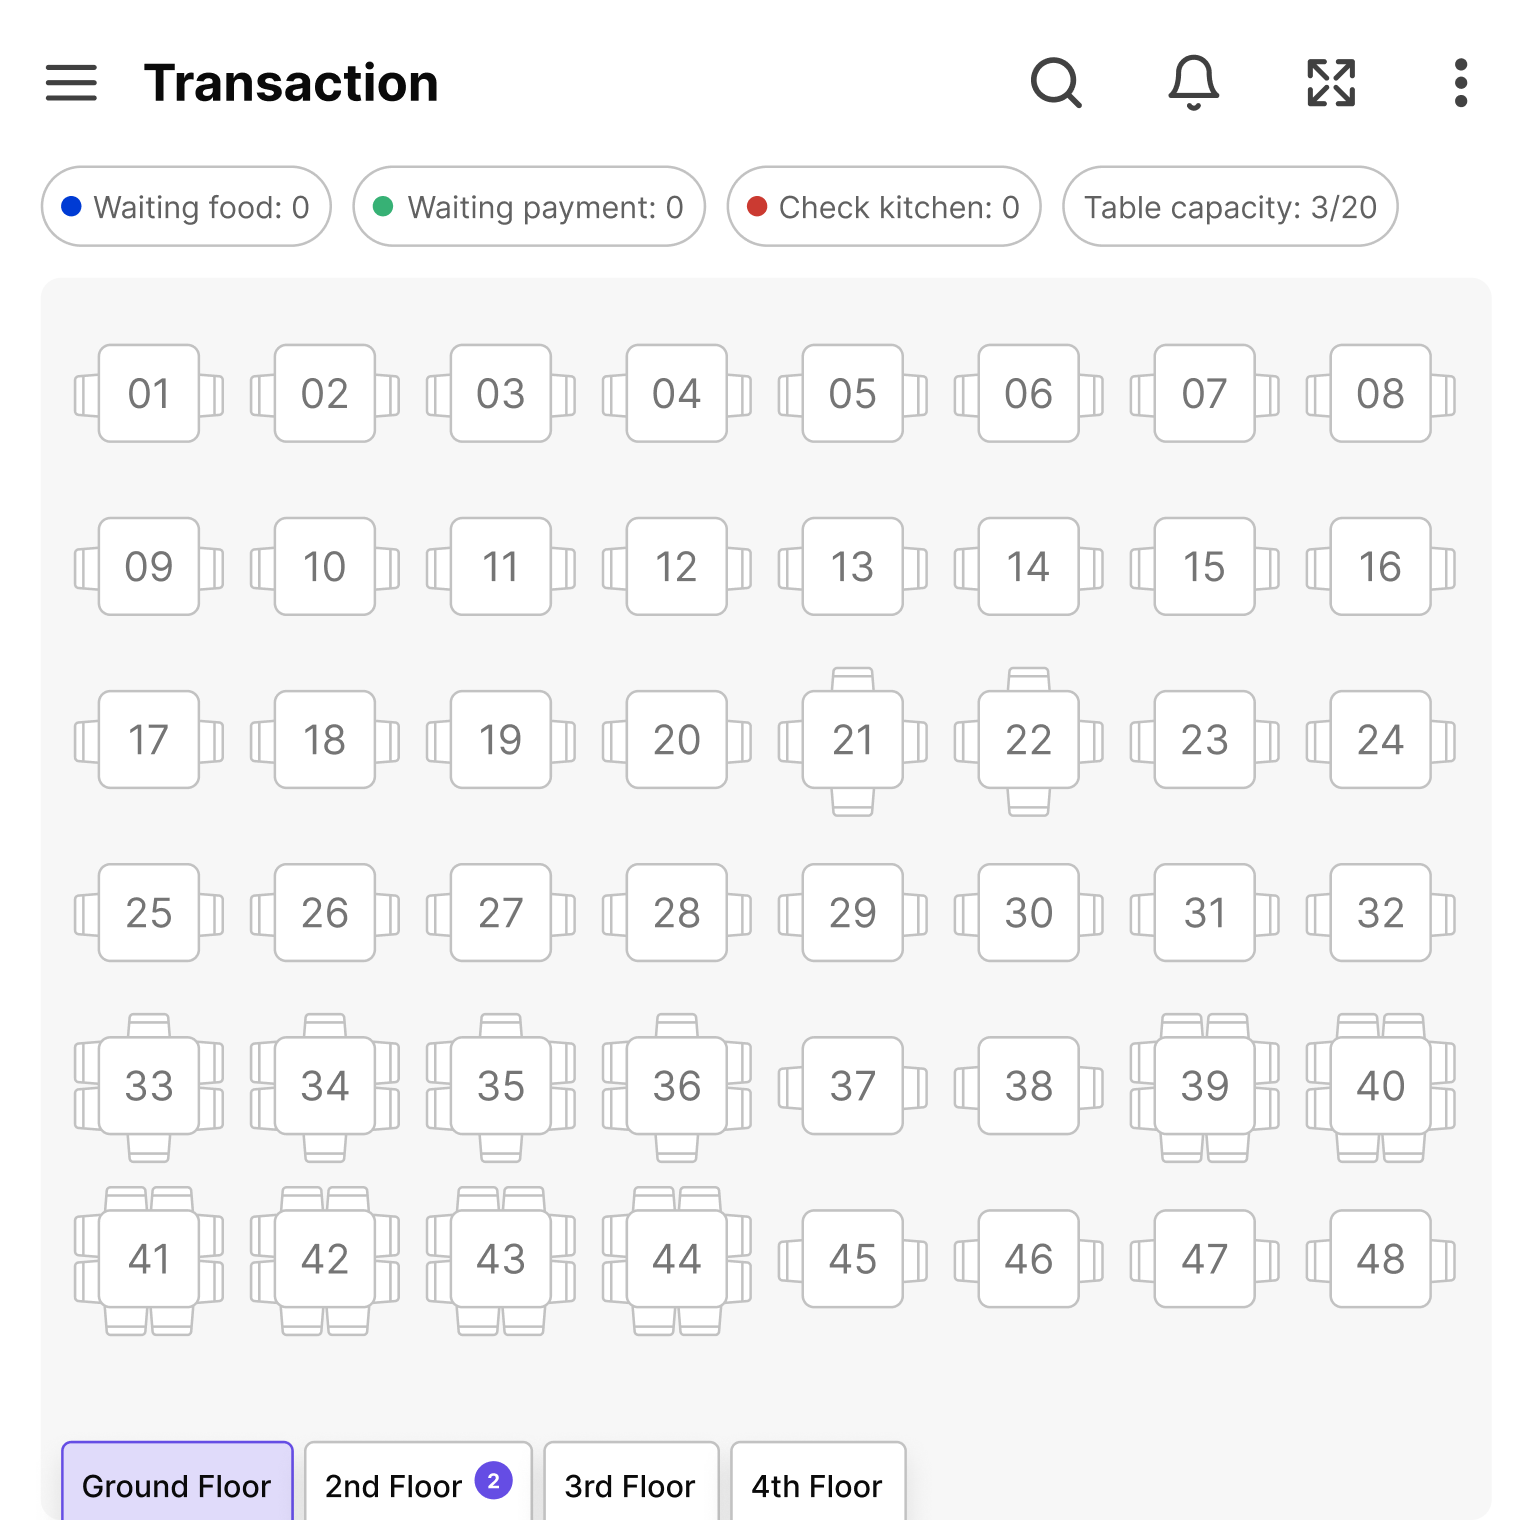 Transaction
Waiting food: 0 Waiting payment: 0 Check kitchen: 0 Table capacity: 3/20
01 02 03 04 05 06 07 08
09 10 11 12 13 14 15 16
17 18 19 20 21 22 23 24
25 26 27 28 29 30 31 32
33 34 35 36 37 38 39 40
41 42 43 44 45 46 47 48
Ground Floor 2nd Floor 2 3rd Floor 4th Floor